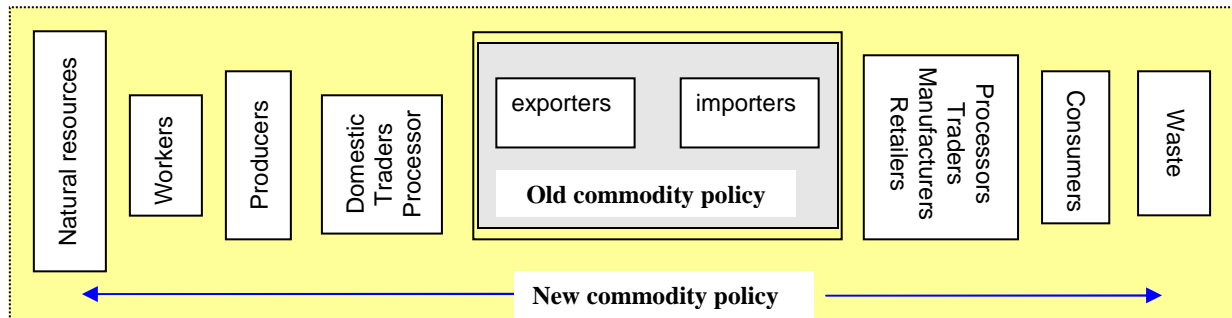 Natural resources
Workers
Producers
Domestic
Traders
Processor
exporters
importers
Old commodity policy
Processors
Traders
Manufacturers
Retailers
Consumers
Waste
New commodity policy